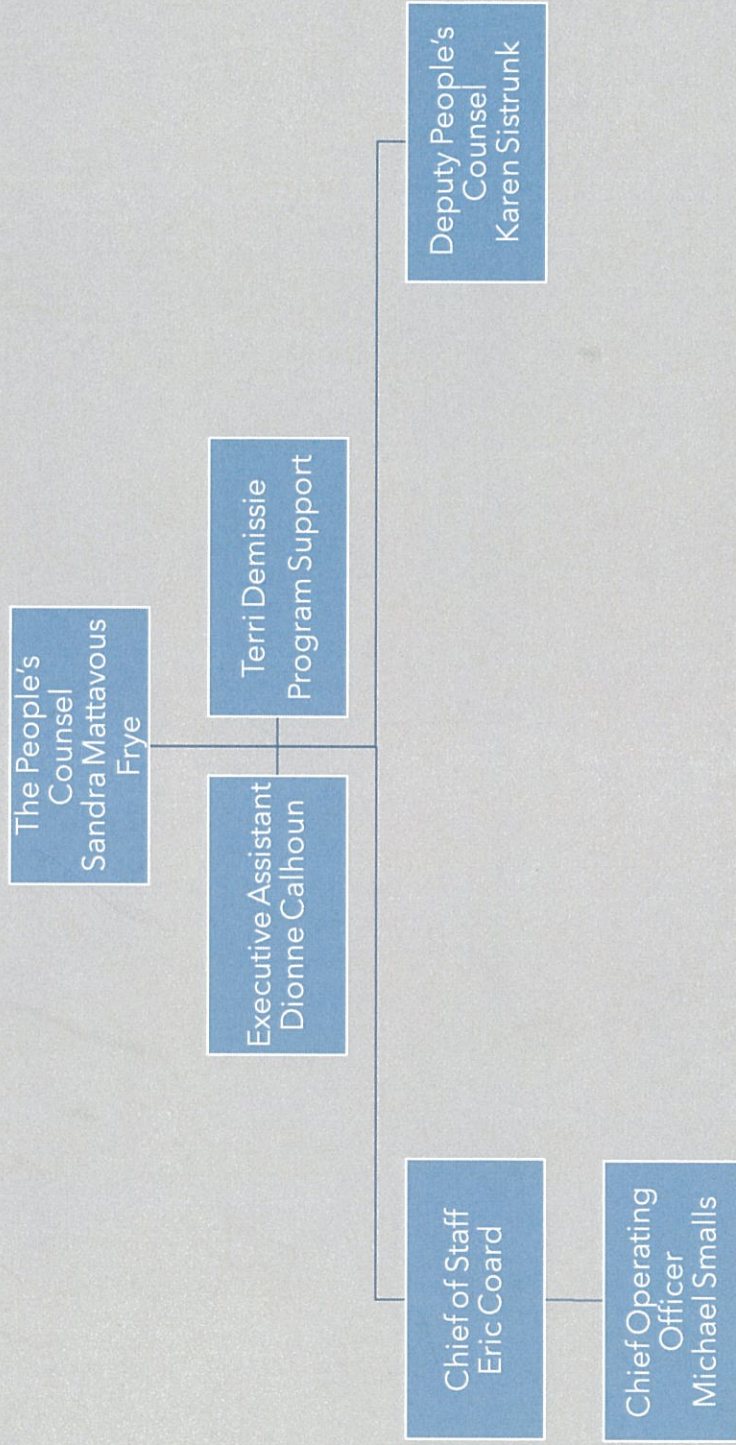 The People's
Counsel
Sandra Mattavous
Frye
Executive Assistant
Dionne Calhoun
Terri Demissie
Program Support
Chief of Staff
Eric Coard
Deputy People's
Counsel
Karen Sistrunk
Chief Operating
Officer
Michael Smalls